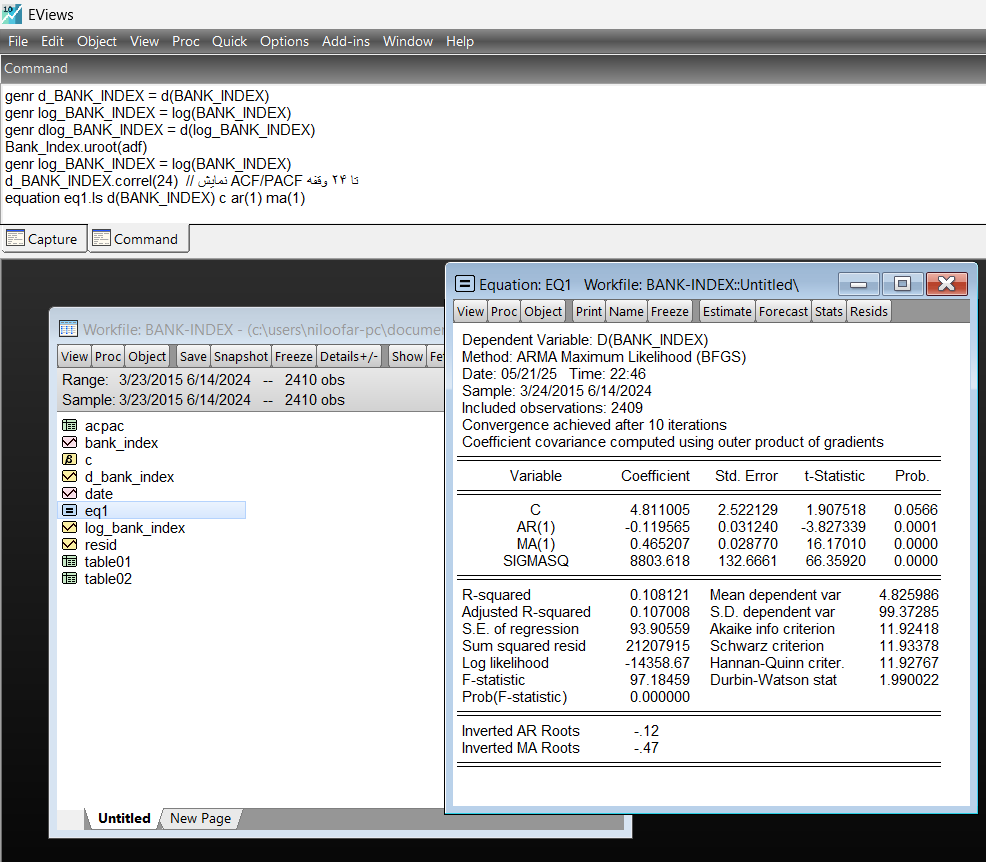 10
EViews
File Edit Object View Proc Quick Options Add-ins Window Help
Command
genr d_BANK_INDEX = d(BANK_INDEX)
genr log_BANK_INDEX = log(BANK_INDEX)
genr dlog_BANK_INDEX = d(log_BANK_INDEX)
Bank_Index.uroot(adf)
genr log_BANK_INDEX = log(BANK_INDEX)
d_BANK_INDEX.correl(24)  // نمایش ACF/PACF تا ۲۴ وقفه
equation eq1.ls d(BANK_INDEX) c ar(1) ma(1)
Capture Command
Workfile: BANK-INDEX - (c:\users\niloofar-pc\documen
View Proc Object Save Snapshot Freeze Details+/- Show Fe
Range: 3/23/2015 6/14/2024 -- 2410 obs
Sample: 3/23/2015 6/14/2024 -- 2410 obs
acpac
bank_index
β c
d_bank_index
date
eq1
log_bank_index
resid
table01
table02
Untitled New Page
Equation: EQ1 Workfile: BANK-INDEX::Untitled\
View Proc Object Print Name Freeze Estimate Forecast Stats Resids
Dependent Variable: D(BANK_INDEX)
Method: ARMA Maximum Likelihood (BFGS)
Date: 05/21/25 Time: 22:46
Sample: 3/24/2015 6/14/2024
Included observations: 2409
Convergence achieved after 10 iterations
Coefficient covariance computed using outer product of gradients
Variable Coefficient Std. Error t-Statistic Prob.
C 4.811005 2.522129 1.907518 0.0566
AR(1) -0.119565 0.031240 -3.827339 0.0001
MA(1) 0.465207 0.028770 16.17010 0.0000
SIGMASQ 8803.618 132.6661 66.35920 0.0000
R-squared 0.108121 Mean dependent var 4.825986
Adjusted R-squared 0.107008 S.D. dependent var 99.37285
S.E. of regression 93.90559 Akaike info criterion 11.92418
Sum squared resid 21207915 Schwarz criterion 11.93378
Log likelihood -14358.67 Hannan-Quinn criter. 11.92767
F-statistic 97.18459 Durbin-Watson stat 1.990022
Prob(F-statistic) 0.000000
Inverted AR Roots -.12
Inverted MA Roots -.47